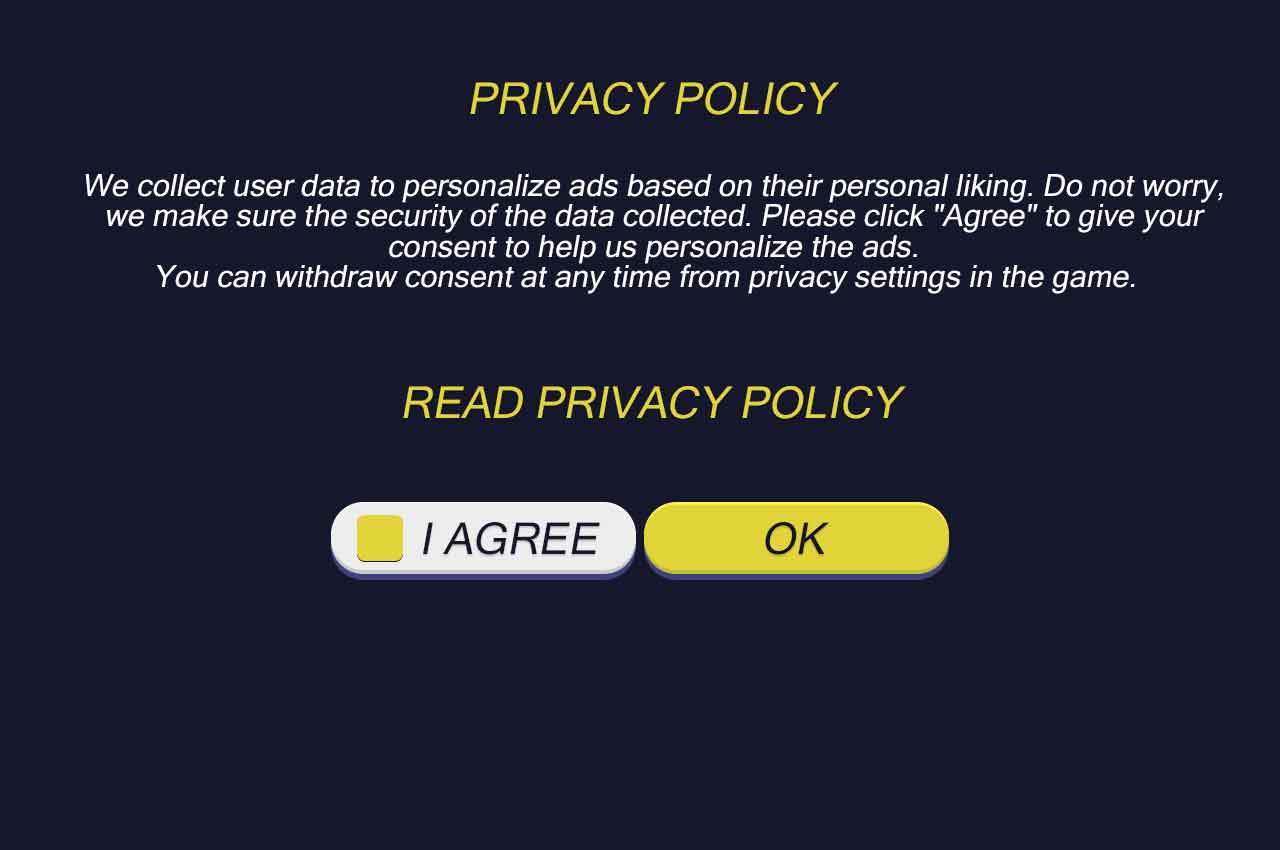 PRIVACY POLICY
We collect user data to personalize ads based on their personal liking. Do not worry,
we make sure the security of the data collected. Please click "Agree" to give your
consent to help us personalize the ads.
You can withdraw consent at any time from privacy settings in the game.
READ PRIVACY POLICY
I AGREE
OK